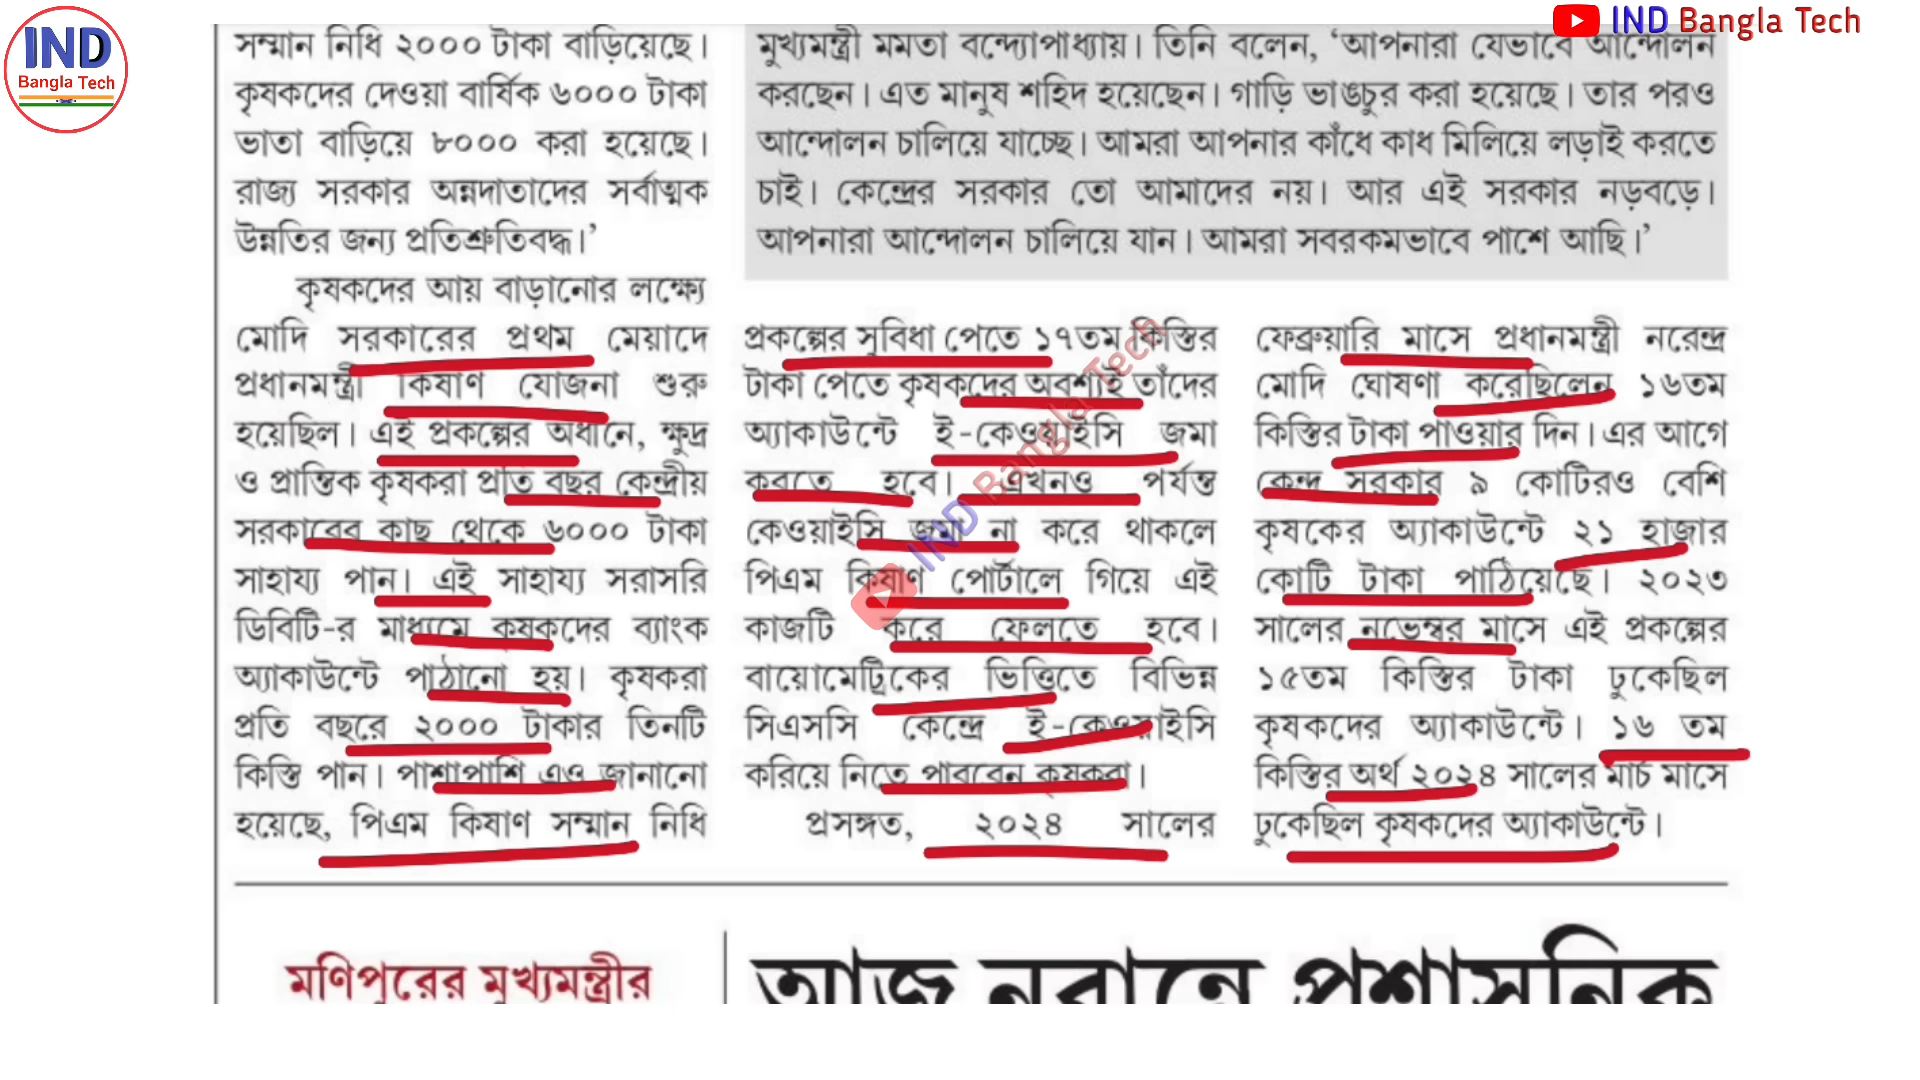 IND
Bangla Tech
IND Bangla Tech
সম্মান নিধি ২০০০ টাকা বাড়িয়েছে।
কৃষকদের দেওয়া বার্ষিক ৬০০০ টাকা
ভাতা বাড়িয়ে ৮০০০ করা হয়েছে।
রাজ্য সরকার অন্নদাতাদের সর্বাত্মক
উন্নতির জন্য প্রতিশ্রুতিবদ্ধ।’
কৃষকদের আয় বাড়ানোর লক্ষ্যে
মোদি সরকারের প্রথম মেয়াদে
প্রধানমন্ত্রী কিষাণ যোজনা শুরু
হয়েছিল। এই প্রকল্পের অধীনে, ক্ষুদ্র
ও প্রান্তিক কৃষকরা প্রতি বছর কেন্দ্রীয়
সরকারের কাছ থেকে ৬০০০ টাকা
সাহায্য পান। এই সাহায্য সরাসরি
ডিবিটি-র মাধ্যমে কৃষকদের ব্যাংক
অ্যাকাউন্টে পাঠানো হয়। কৃষকরা
প্রতি বছরে ২০০০ টাকার তিনটি
কিস্তি পান। পাশাপাশি এও জানানো
হয়েছে, পিএম কিষাণ সম্মান নিধি
মুখ্যমন্ত্রী মমতা বন্দ্যোপাধ্যায়। তিনি বলেন, ‘আপনারা যেভাবে আন্দোলন
করছেন। এত মানুষ শহিদ হয়েছেন। গাড়ি ভাঙচুর করা হয়েছে। তার পরও
আন্দোলন চালিয়ে যাচ্ছে। আমরা আপনার কাঁধে কাধ মিলিয়ে লড়াই করতে
চাই। কেন্দ্রের সরকার তো আমাদের নয়। আর এই সরকার নড়বড়ে।
আপনারা আন্দোলন চালিয়ে যান। আমরা সবরকমভাবে পাশে আছি।’
প্রকল্পের সুবিধা পেতে ১৭তম কিস্তির
টাকা পেতে কৃষকদের অবশ্যই তাঁদের
অ্যাকাউন্টে ই-কেওয়াইসি জমা
করতে হবে। এখনও পর্যন্ত
কেওয়াইসি জমা না করে থাকলে
পিএম কিষাণ পোর্টালে গিয়ে এই
কাজটি করে ফেলতে হবে।
বায়োমেট্রিকের ভিত্তিতে বিভিন্ন
সিএসসি কেন্দ্রে ই-কেওয়াইসি
করিয়ে নিতে পারবেন কৃষকরা।
প্রসঙ্গত, ২০২৪ সালের
ফেব্রুয়ারি মাসে প্রধানমন্ত্রী নরেন্দ্র
মোদি ঘোষণা করেছিলেন ১৬তম
কিস্তির টাকা পাওয়ার দিন। এর আগে
কেন্দ্র সরকার ৯ কোটিরও বেশি
কৃষকের অ্যাকাউন্টে ২১ হাজার
কোটি টাকা পাঠিয়েছে। ২০২৩
সালের নভেম্বর মাসে এই প্রকল্পের
১৫তম কিস্তির টাকা ঢুকেছিল
কৃষকদের অ্যাকাউন্টে। ১৬ তম
কিস্তির অর্থ ২০২৪ সালের মার্চ মাসে
ঢুকেছিল কৃষকদের অ্যাকাউন্টে।
IND Bangla Tech
মণিপুরের মুখ্যমন্ত্রীর
আজ নবান্নে প্রশাসনিক